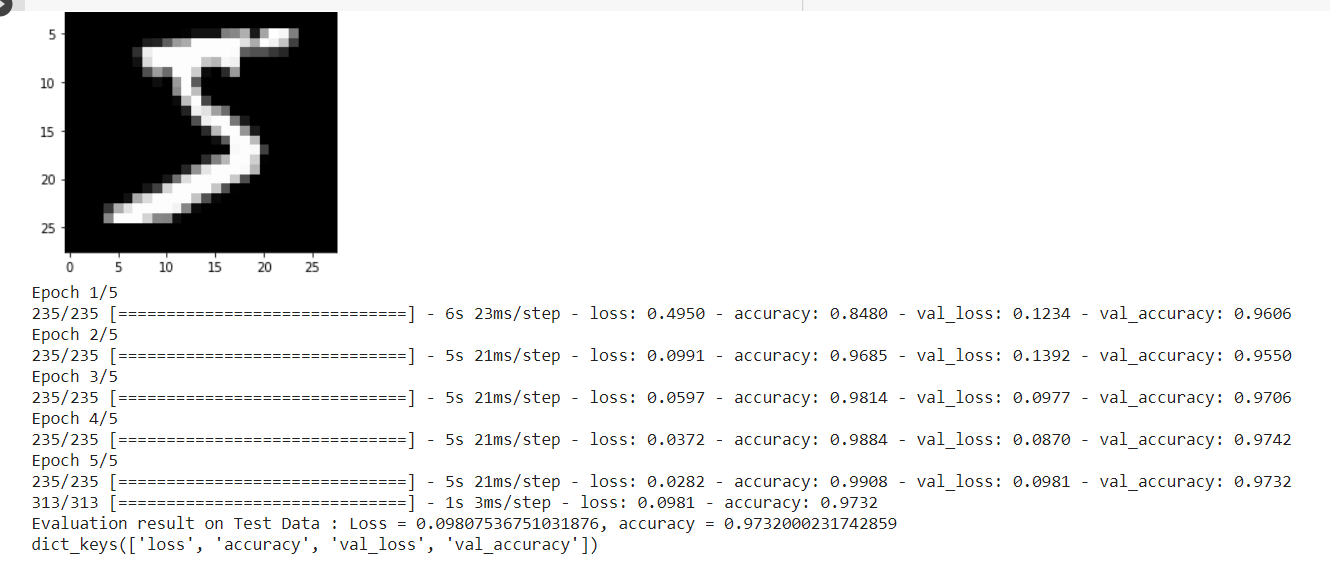 5
10
15
20
25
0 5 10 15 20 25
Epoch 1/5
235/235 [==============================] - 6s 23ms/step - loss: 0.4950 - accuracy: 0.8480 - val_loss: 0.1234 - val_accuracy: 0.9606
Epoch 2/5
235/235 [==============================] - 5s 21ms/step - loss: 0.0991 - accuracy: 0.9685 - val_loss: 0.1392 - val_accuracy: 0.9550
Epoch 3/5
235/235 [==============================] - 5s 21ms/step - loss: 0.0597 - accuracy: 0.9814 - val_loss: 0.0977 - val_accuracy: 0.9706
Epoch 4/5
235/235 [==============================] - 5s 21ms/step - loss: 0.0372 - accuracy: 0.9884 - val_loss: 0.0870 - val_accuracy: 0.9742
Epoch 5/5
235/235 [==============================] - 5s 21ms/step - loss: 0.0282 - accuracy: 0.9908 - val_loss: 0.0981 - val_accuracy: 0.9732
313/313 [==============================] - 1s 3ms/step - loss: 0.0981 - accuracy: 0.9732
Evaluation result on Test Data : Loss = 0.09807536751031876, accuracy = 0.9732000231742859
dict_keys(['loss', 'accuracy', 'val_loss', 'val_accuracy'])